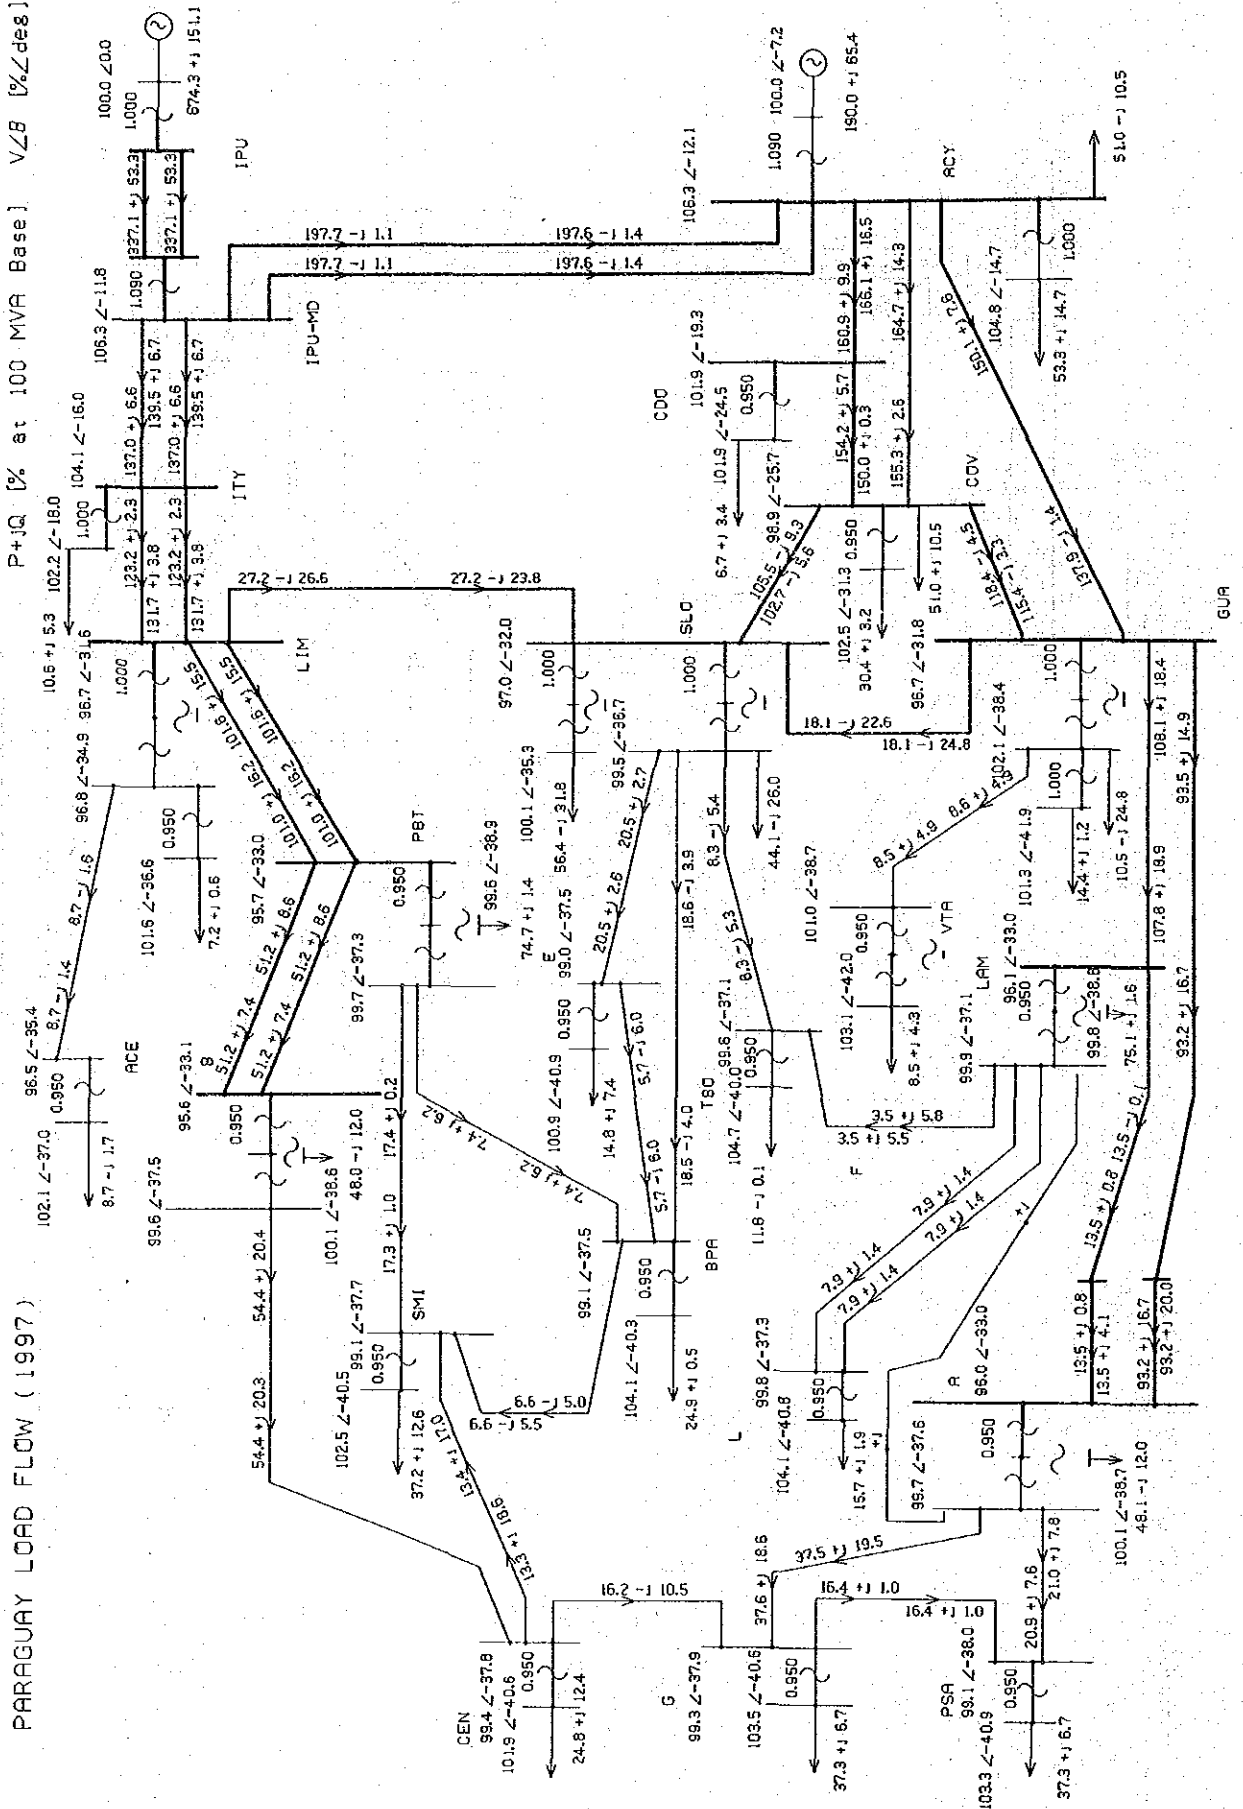 PARAGUAY LOAD FLOW (1997)
P+jQ [% at 100 MVA Base] V∠θ [%∠deg]
100.0 ∠0.0
1.000
674.3 +j 151.1
337.1 +j 53.3
337.1 +j 53.3
IPU
1.090
106.3 ∠-11.8
IPU-MD
197.7 -j 1.1
197.6 -j 1.4
197.7 -j 1.1
197.6 -j 1.4
139.5 +j 6.7
137.0 +j 6.6
139.5 +j 6.7
137.0 +j 6.6
104.1 ∠-16.0
ITY
1.000
102.2 ∠-18.0
10.6 +j 5.3
123.2 +j 2.3
131.7 +j 3.8
123.2 +j 2.3
131.7 +j 3.8
96.7 ∠-31.6
LIM
1.000
27.2 -j 26.6
27.2 -j 23.8
101.6 +j 15.5
101.0 +j 16.2
101.6 +j 15.5
101.0 +j 16.2
96.8 ∠-34.9
0.950
101.6 ∠-36.6
7.2 +j 0.6
8.7 -j 1.6
8.7 -j 1.4
96.5 ∠-35.4
0.950
ACE
102.1 ∠-37.0
8.7 -j 1.7
95.7 ∠-33.0
PBT
0.950
99.6 ∠-38.9
74.7 +j 1.4
99.7 ∠-37.3
51.2 +j 8.6
51.2 +j 7.4
51.2 +j 8.6
51.2 +j 7.4
B
95.6 ∠-33.1
0.950
99.6 ∠-37.5
100.1 ∠-38.6
48.0 -j 12.0
54.4 +j 20.4
54.4 +j 20.3
17.4 +j 0.2
17.3 +j 1.0
7.4 +j 6.2
7.4 +j 6.2
SMI
99.1 ∠-37.7
0.950
102.5 ∠-40.5
37.2 +j 12.6
13.4 +j 17.0
13.3 +j 18.6
6.6 -j 5.0
6.6 -j 5.5
99.1 ∠-37.5
BPA
0.950
104.1 ∠-40.3
24.9 +j 0.5
CEN
99.4 ∠-37.8
101.9 ∠-40.6
0.950
24.8 +j 12.4
16.2 -j 10.5
G
99.3 ∠-37.9
103.5 ∠-40.6
0.950
37.3 +j 6.7
16.4 +j 1.0
16.4 +j 1.0
37.6 +j 18.6
37.5 +j 19.5
PSA
99.1 ∠-38.0
103.3 ∠-40.9
0.950
37.3 +j 6.7
20.9 +j 7.6
21.0 +j 7.8
100.0 ∠-7.2
1.090
190.0 +j 65.4
106.3 ∠-12.1
ACY
51.0 -j 10.5
1.000
104.8 ∠-14.7
53.3 +j 14.7
166.1 +j 16.5
160.9 +j 9.9
164.7 +j 14.3
155.3 +j 2.6
150.1 +j 7.6
137.9 -j 1.4
CDO
101.9 ∠-19.3
0.950
101.9 ∠-24.5
6.7 +j 3.4
154.2 +j 5.7
150.0 +j 0.3
98.9 ∠-25.7
COV
0.950
102.5 ∠-31.3
30.4 +j 3.2
51.0 +j 10.5
105.5 -j 9.3
102.7 -j 5.6
118.4 -j 4.5
115.4 -j 3.3
SLO
97.0 ∠-32.0
1.000
1.000
100.1 ∠-35.3
56.4 -j 31.8
99.5 ∠-36.7
44.1 -j 26.0
20.5 +j 2.7
20.5 +j 2.6
18.6 -j 3.9
18.5 -j 4.0
8.3 -j 5.4
8.3 -j 5.3
E
99.0 ∠-37.5
0.950
100.9 ∠-40.9
14.8 +j 7.4
5.7 -j 6.0
5.7 -j 6.0
96.7 ∠-31.8
GUA
18.1 -j 22.6
18.1 -j 24.8
1.000
102.1 ∠-38.4
1.000
101.3 ∠-41.9
14.4 +j 1.2
10.5 -j 24.8
8.6 +j 4.9
8.5 +j 4.9
101.0 ∠-38.7
VTA
0.950
103.1 ∠-42.0
8.5 +j 4.3
108.1 +j 18.4
107.8 +j 18.9
93.5 +j 14.9
93.2 +j 16.7
LAM
96.1 ∠-33.0
0.950
99.8 ∠-38.8
75.1 +j 1.6
99.9 ∠-37.1
TBO
99.6 ∠-37.1
0.950
104.7 ∠-40.0
11.8 -j 0.1
3.5 +j 5.8
3.5 +j 5.5
F
7.9 +j 1.4
7.9 +j 1.4
7.9 +j 1.4
7.9 +j 1.4
+j
+j
L
99.8 ∠-37.3
0.950
104.1 ∠-40.8
15.7 +j 1.9
13.5 +j 0.8
13.5 +j 0.8
13.5 +j 4.1
93.2 +j 16.7
93.2 +j 20.0
A
96.0 ∠-33.0
0.950
99.7 ∠-37.6
100.1 ∠-38.7
48.1 -j 12.0